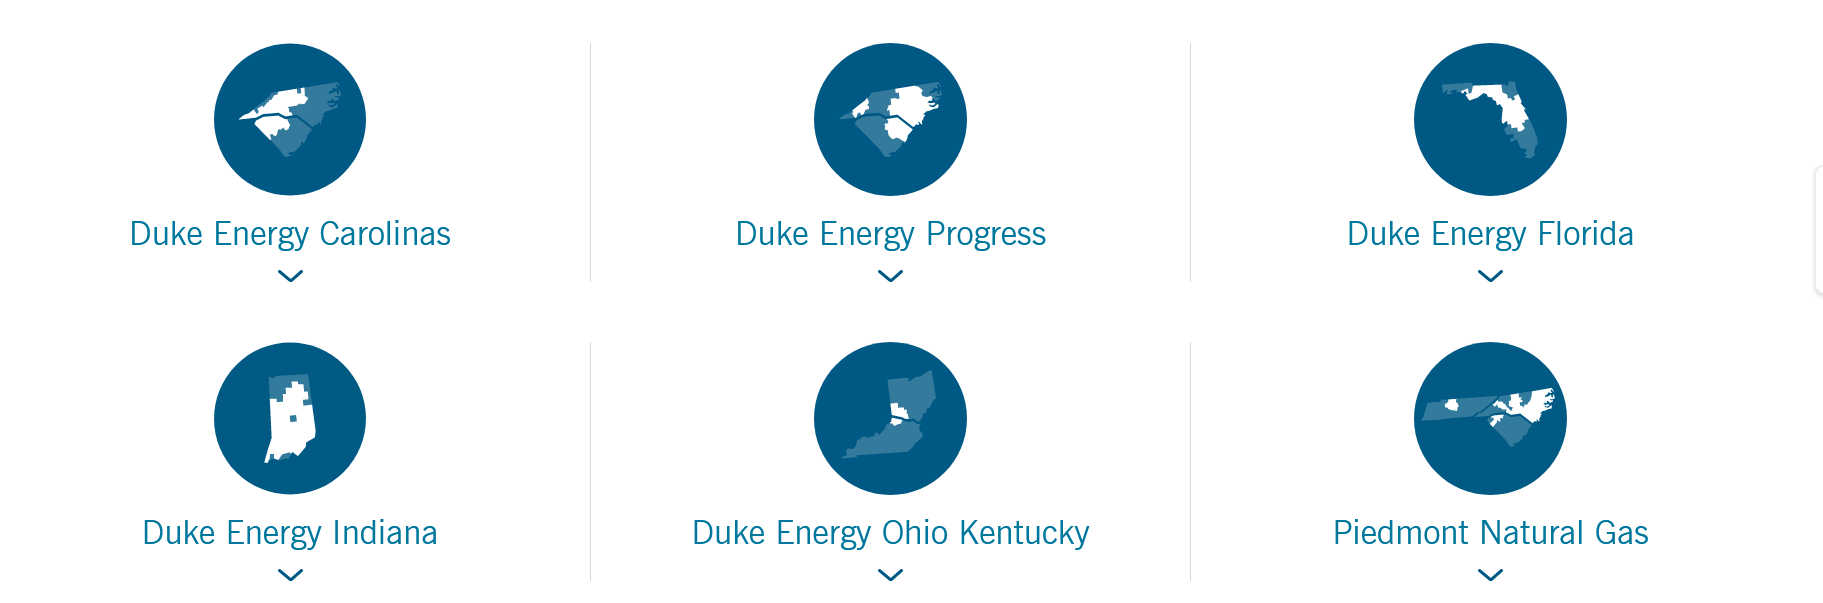 Duke Energy Carolinas
Duke Energy Progress
Duke Energy Florida
Duke Energy Indiana
Duke Energy Ohio Kentucky
Piedmont Natural Gas